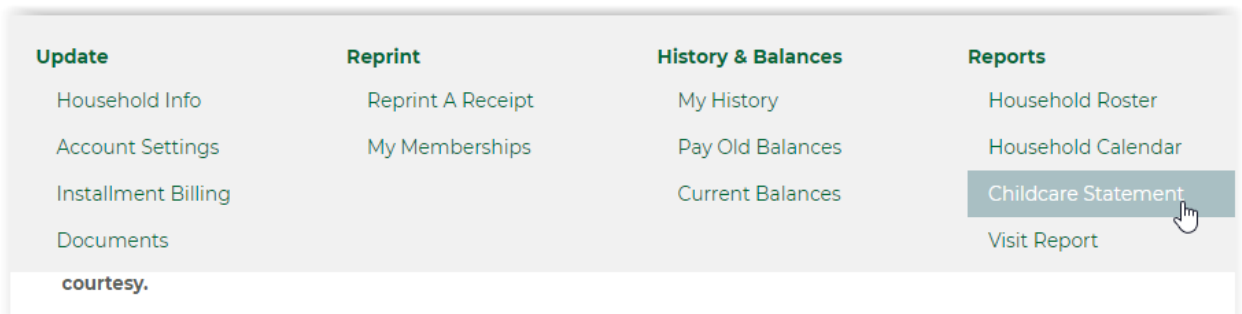 Update
Household Info
Account Settings
Installment Billing
Documents
Reprint
Reprint A Receipt
My Memberships
History & Balances
My History
Pay Old Balances
Current Balances
Reports
Household Roster
Household Calendar
Childcare Statement
Visit Report
courtesy.